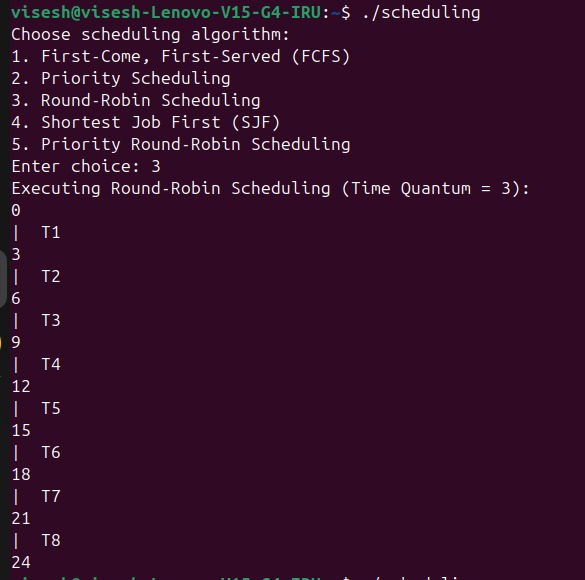 visesh@visesh-Lenovo-V15-G4-IRU:~$ ./scheduling
Choose scheduling algorithm:
1. First-Come, First-Served (FCFS)
2. Priority Scheduling
3. Round-Robin Scheduling
4. Shortest Job First (SJF)
5. Priority Round-Robin Scheduling
Enter choice: 3
Executing Round-Robin Scheduling (Time Quantum = 3):
0
|  T1
3
|  T2
6
|  T3
9
|  T4
12
|  T5
15
|  T6
18
|  T7
21
|  T8
24